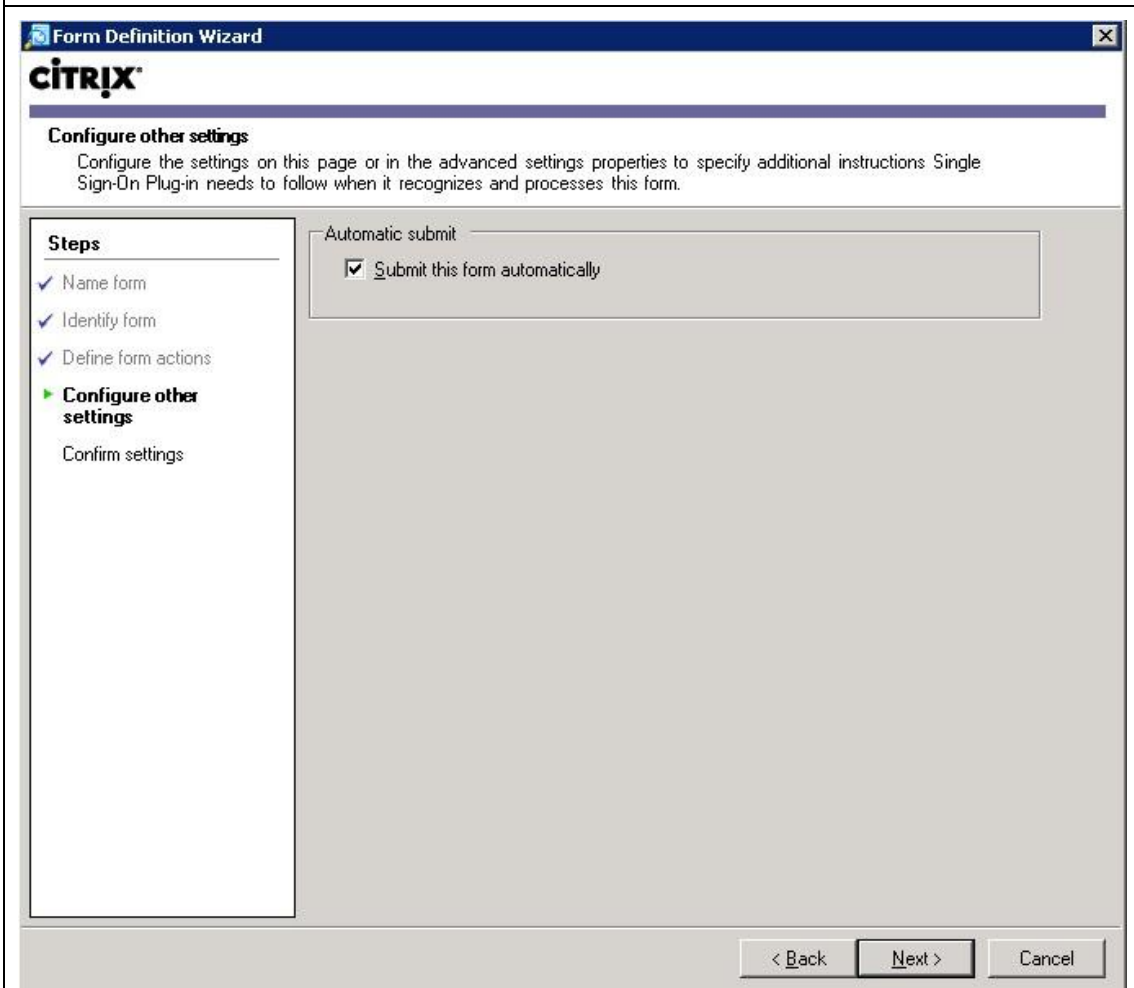 Form Definition Wizard
CITRIX
Configure other settings
Configure the settings on this page or in the advanced settings properties to specify additional instructions Single
Sign-On Plug-in needs to follow when it recognizes and processes this form.
Steps
Name form
Identify form
Define form actions
Configure other
settings
Confirm settings
Automatic submit
Submit this form automatically
< Back
Next >
Cancel